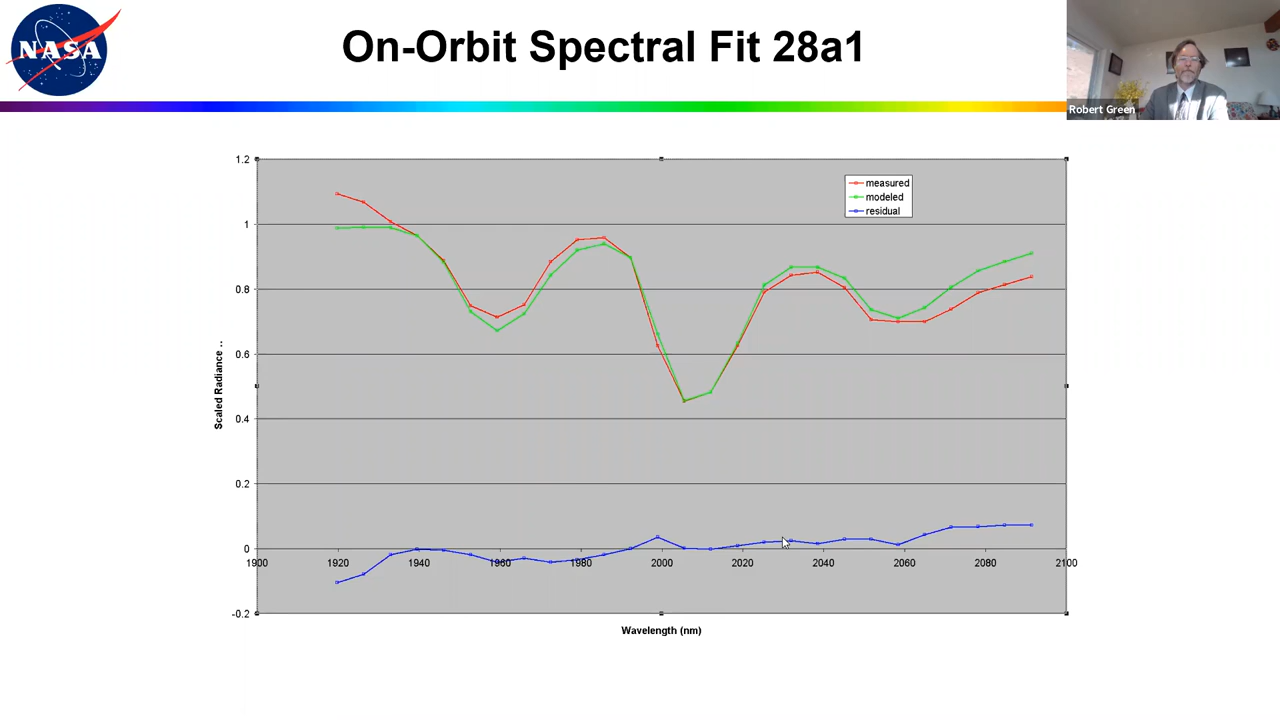 NASA
On-Orbit Spectral Fit 28a1
Robert Green
1.2
1
0.8
0.6
0.4
0.2
0
-0.2
Scaled Radiance ..
measured
modeled
residual
1900
1920
1940
1960
1980
2000
2020
2040
2060
2080
2100
Wavelength (nm)